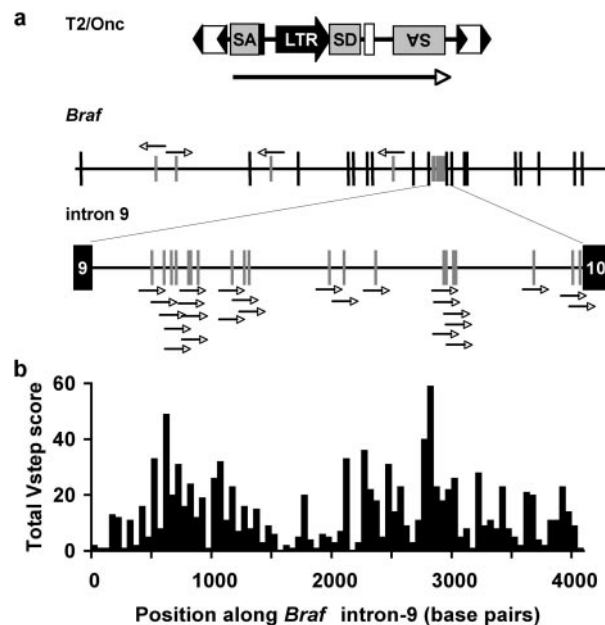 a
T2/Onc
SA LTR SD SA
Braf
intron 9
9 10
b
Total Vstep score
60
40
20
0
0 1000 2000 3000 4000
Position along Braf intron-9 (base pairs)